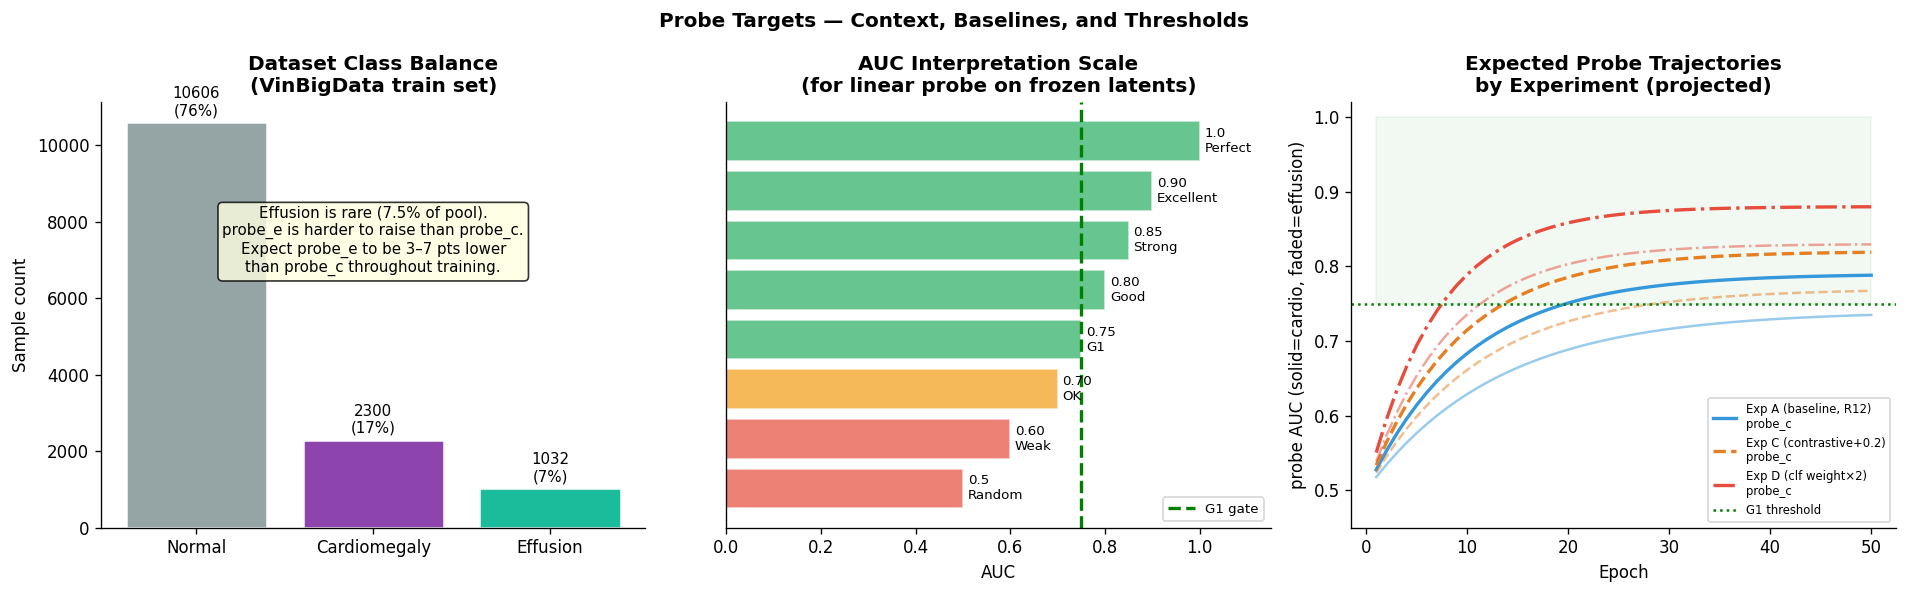 Probe Targets — Context, Baselines, and Thresholds
Dataset Class Balance
(VinBigData train set)
10606
(76%)
2300
(17%)
1032
(7%)
Effusion is rare (7.5% of pool).
probe_e is harder to raise than probe_c.
Expect probe_e to be 3–7 pts lower
than probe_c throughout training.
Sample count
10000
8000
6000
4000
2000
0
Normal
Cardiomegaly
Effusion
AUC Interpretation Scale
(for linear probe on frozen latents)
1.0
Perfect
0.90
Excellent
0.85
Strong
0.80
Good
0.75
G1
0.70
OK
0.60
Weak
0.5
Random
G1 gate
0.0
0.2
0.4
0.6
0.8
1.0
AUC
Expected Probe Trajectories
by Experiment (projected)
probe AUC (solid=cardio, faded=effusion)
1.0
0.9
0.8
0.7
0.6
0.5
Exp A (baseline, R12)
probe_c
Exp C (contrastive+0.2)
probe_c
Exp D (clf weight×2)
probe_c
G1 threshold
0
10
20
30
40
50
Epoch